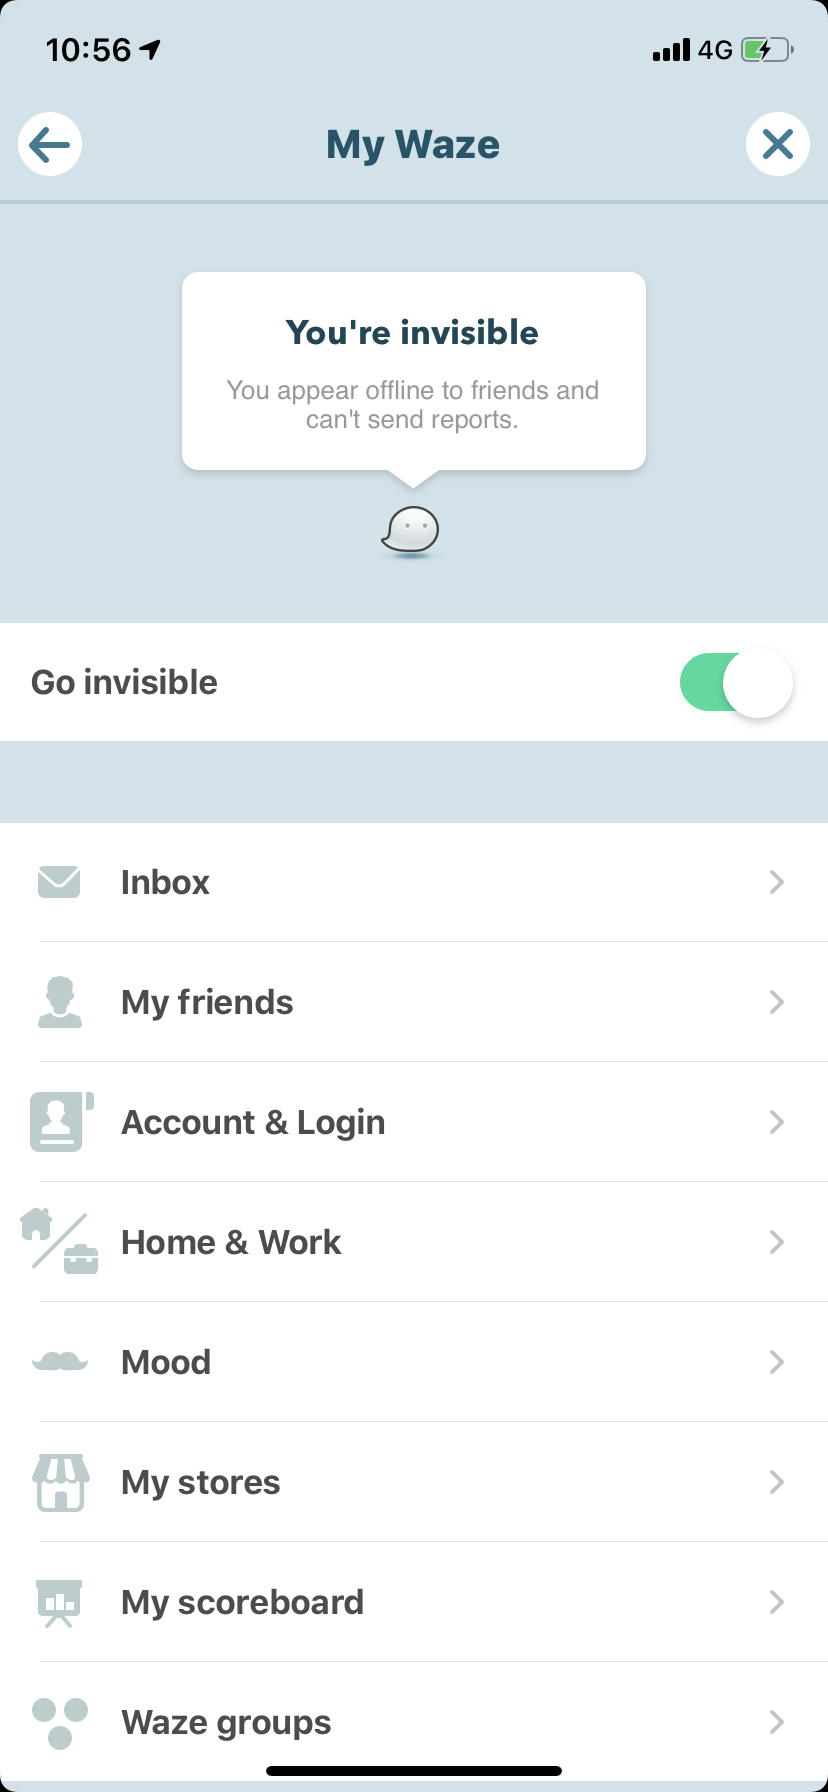 10:56
4G
My Waze
You're invisible
You appear offline to friends and
can't send reports.
Go invisible
Inbox
My friends
Account & Login
Home & Work
Mood
My stores
My scoreboard
Waze groups